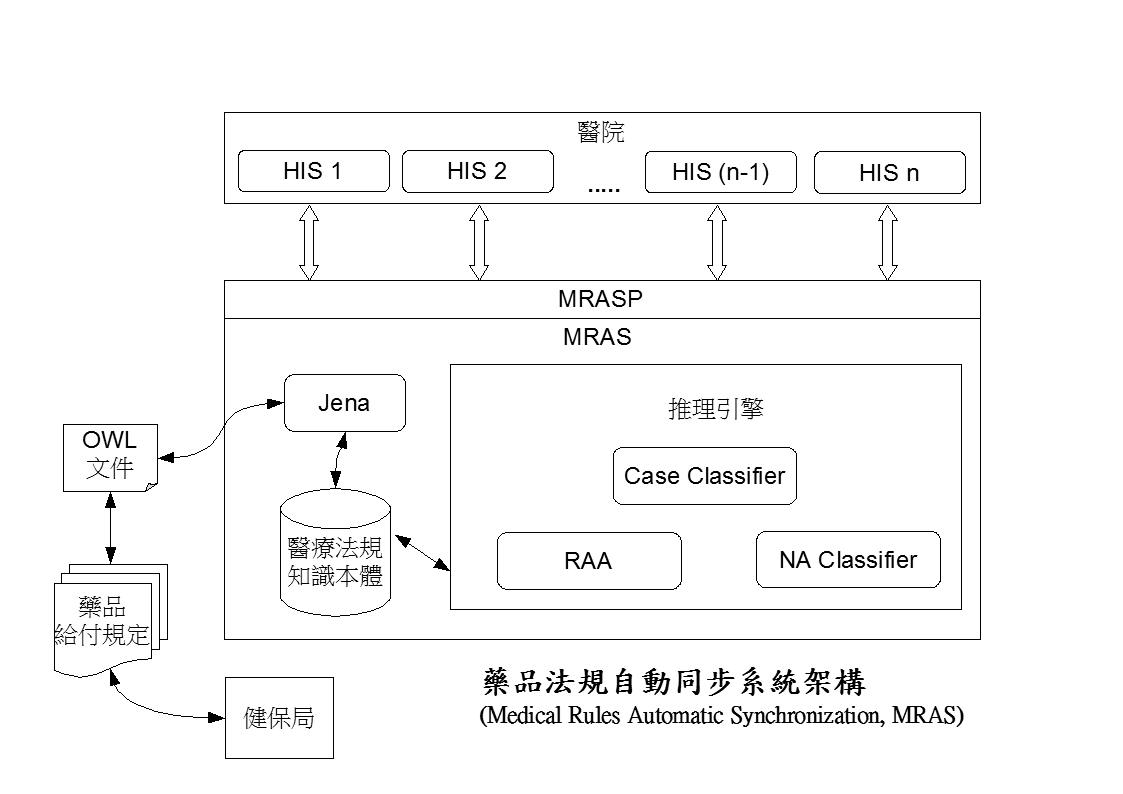 醫院
HIS 1
HIS 2
.....
HIS (n-1)
HIS n
MRASP
MRAS
Jena
推理引擎
OWL
文件
Case Classifier
醫療法規
知識本體
RAA
NA Classifier
藥品
給付規定
藥品法規自動同步系統架構
(Medical Rules Automatic Synchronization, MRAS)
健保局